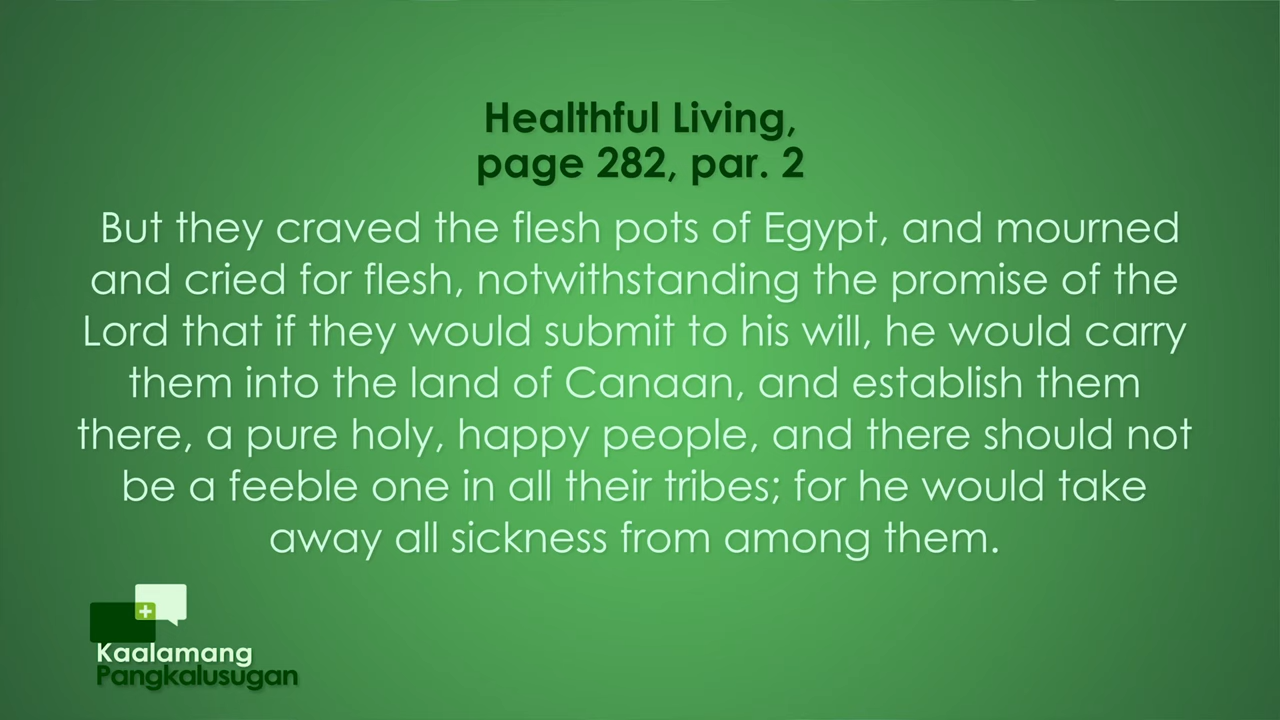 Healthful Living,
page 282, par. 2
But they craved the flesh pots of Egypt, and mourned
and cried for flesh, notwithstanding the promise of the
Lord that if they would submit to his will, he would carry
them into the land of Canaan, and establish them
there, a pure holy, happy people, and there should not
be a feeble one in all their tribes; for he would take
away all sickness from among them.
Kaalamang
Pangkalusugan